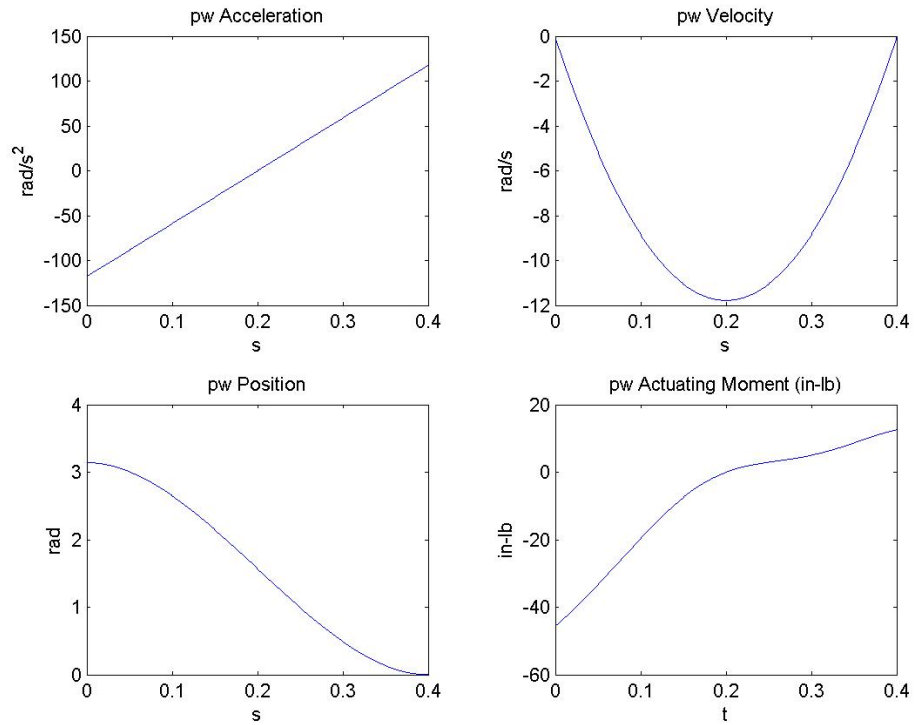 pw Acceleration
150
100
50
0
-50
-100
-150
rad/s2
0 0.1 0.2 0.3 0.4
s
pw Velocity
0
-2
-4
-6
-8
-10
-12
rad/s
0 0.1 0.2 0.3 0.4
s
pw Position
4
3
2
1
0
rad
0 0.1 0.2 0.3 0.4
s
pw Actuating Moment (in-lb)
20
0
-20
-40
-60
in-lb
0 0.1 0.2 0.3 0.4
t